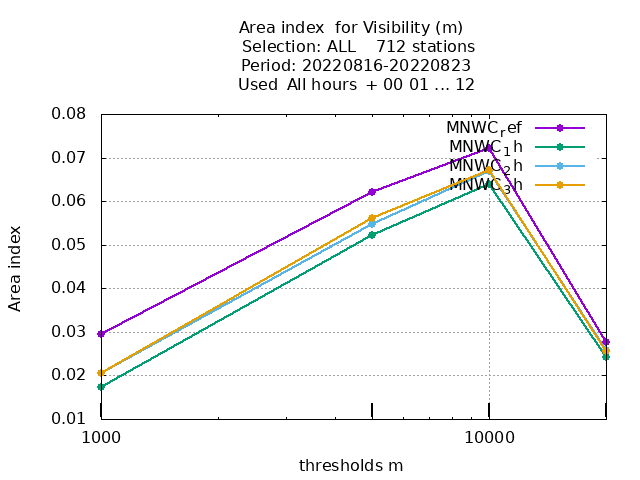 Area index  for Visibility (m)
Selection: ALL    712 stations
Period: 20220816-20220823
Used  All hours  + 00 01 ... 12
0.08
0.07
0.06
0.05
0.04
0.03
0.02
0.01
Area index
MNWC_ref
MNWC_1h
MNWC_2h
MNWC_3h
1000
10000
thresholds m